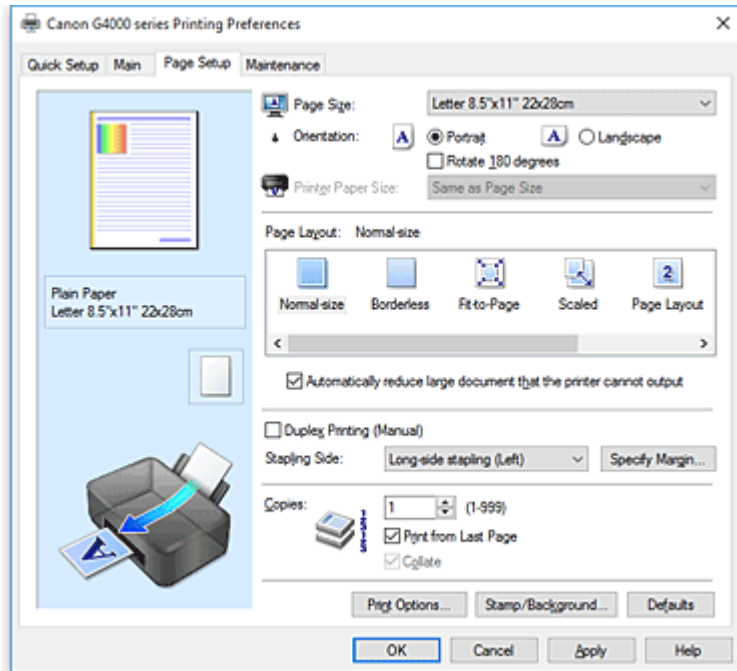 Canon G4000 series Printing Preferences
Quick Setup Main Page Setup Maintenance
Page Size: Letter 8.5"x11" 22x28cm
Orientation: A Portrait A Landscape
Rotate 180 degrees
Printer Paper Size: Same as Page Size
Page Layout: Normal-size
2
Normal-size Borderless Fit-to-Page Scaled Page Layout
Plain Paper
Letter 8.5"x11" 22x28cm
Automatically reduce large document that the printer cannot output
Duplex Printing (Manual)
Stapling Side: Long-side stapling (Left) Specify Margin...
Copies: 1 (1-999)
Print from Last Page
Collate
A
Print Options... Stamp/Background... Defaults
OK Cancel Apply Help